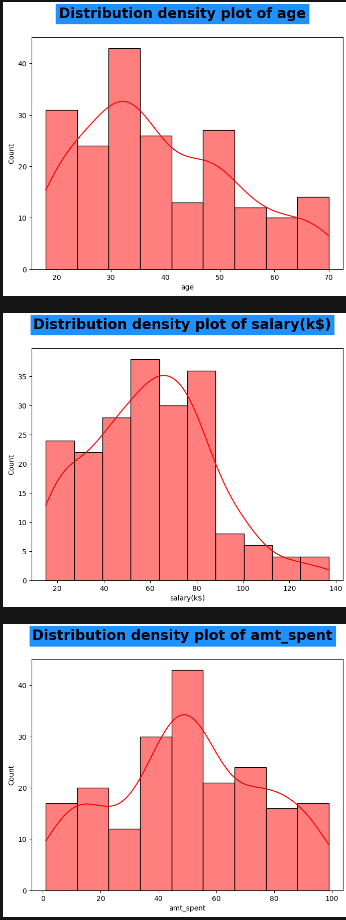 Distribution density plot of age
40
30
20
10
0
Count
20 30 40 50 60 70
age
Distribution density plot of salary(k$)
35
30
25
20
15
10
5
0
Count
20 40 60 80 100 120 140
salary(k$)
Distribution density plot of amt_spent
40
30
20
10
0
Count
0 20 40 60 80 100
amt_spent